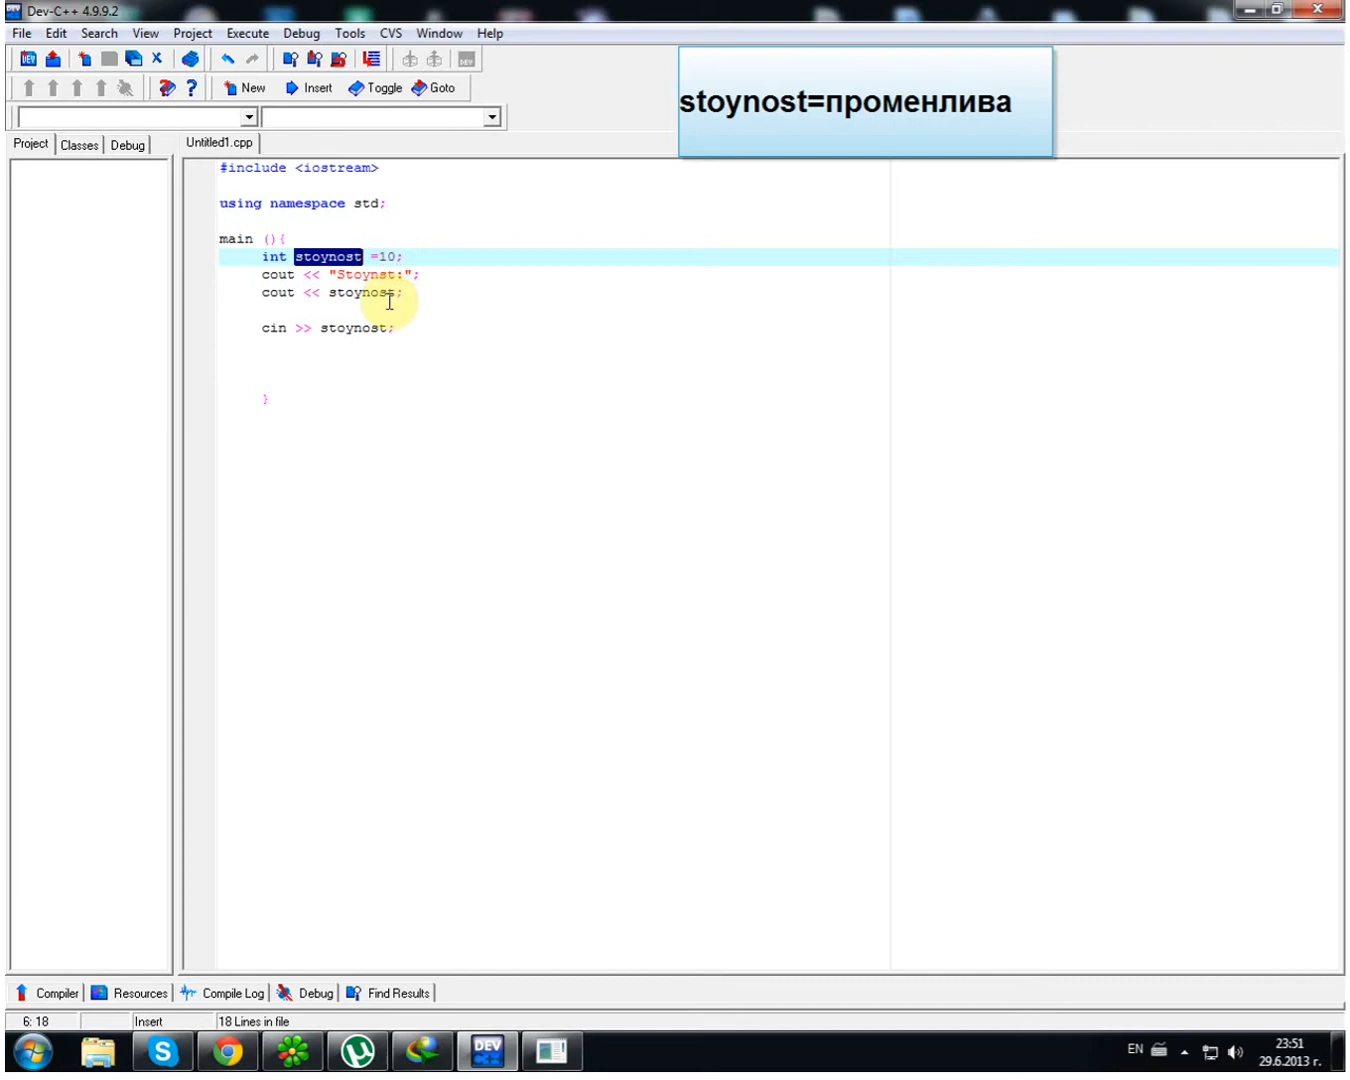 Dev-C++ 4.9.9.2
File Edit Search View Project Execute Debug Tools CVS Window Help
New Insert Toggle Goto
stoynost=променлива
Project Classes Debug Untitled1.cpp
#include <iostream>
using namespace std;
main (){
int stoynost =10;
cout << "Stoynst:";
cout << stoynost;
cin >> stoynost;
}
Compiler Resources Compile Log Debug Find Results
6: 18 Insert 18 Lines in file
EN 23:51
29.6.2013 г.